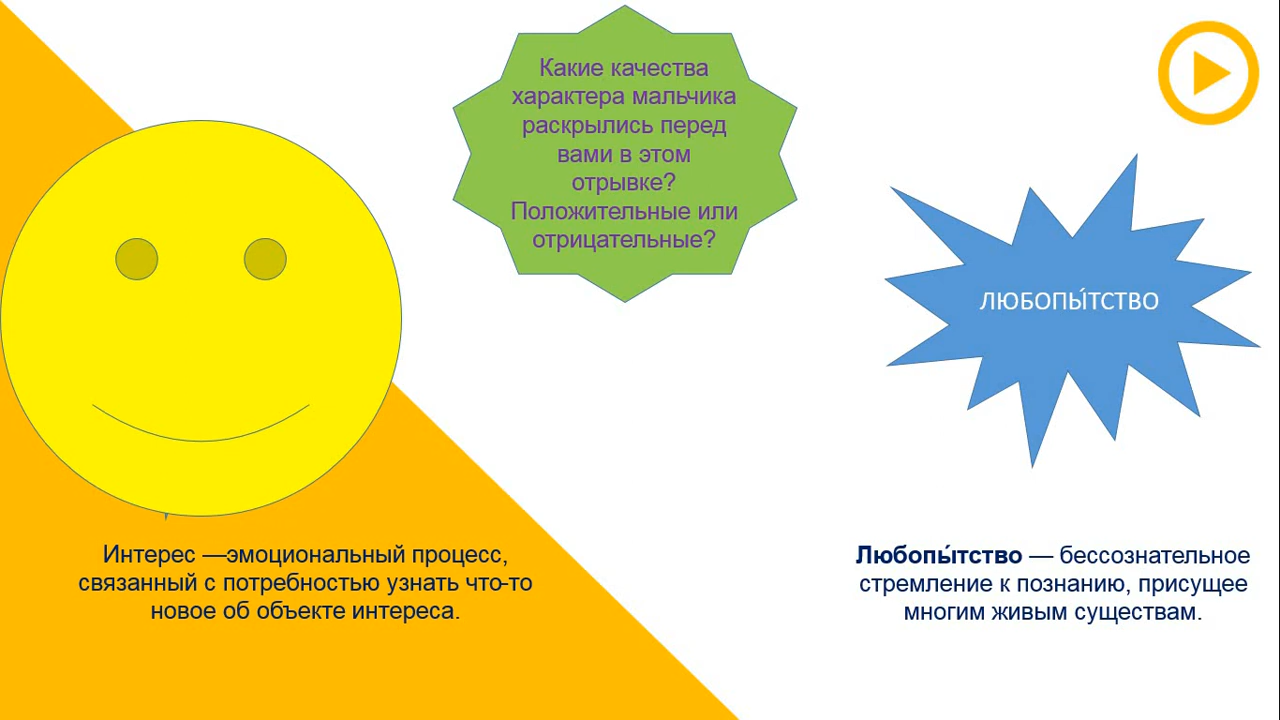 Какие качества
характера мальчика
раскрылись перед
вами в этом
отрывке?
Положительные или
отрицательные?
ЛЮБОПЫ́ТСТВО
Интерес —эмоциональный процесс,
связанный с потребностью узнать что-то
новое об объекте интереса.
Любопы́тство — бессознательное
стремление к познанию, присущее
многим живым существам.